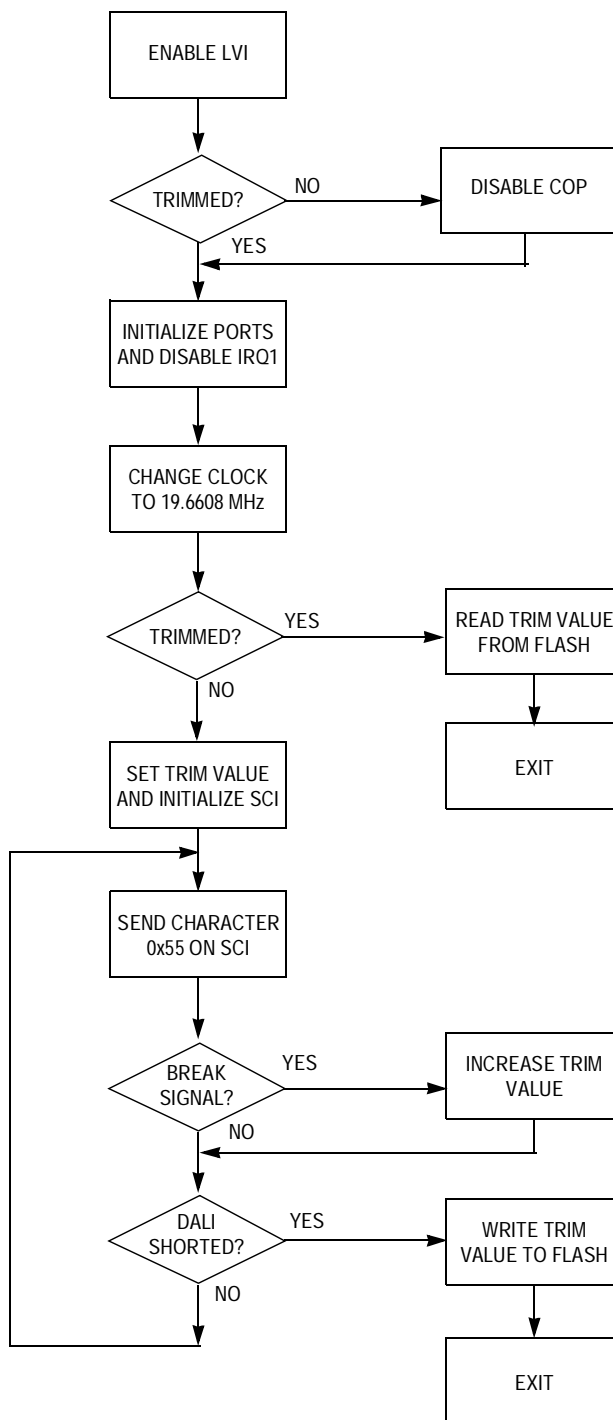 ENABLE LVI
TRIMMED?
NO
DISABLE COP
YES
INITIALIZE PORTS
AND DISABLE IRQ1
CHANGE CLOCK
TO 19.6608 MHz
TRIMMED?
YES
READ TRIM VALUE
FROM FLASH
NO
EXIT
SET TRIM VALUE
AND INITIALIZE SCI
SEND CHARACTER
0x55 ON SCI
BREAK
SIGNAL?
YES
INCREASE TRIM
VALUE
NO
DALI
SHORTED?
YES
WRITE TRIM
VALUE TO FLASH
NO
EXIT